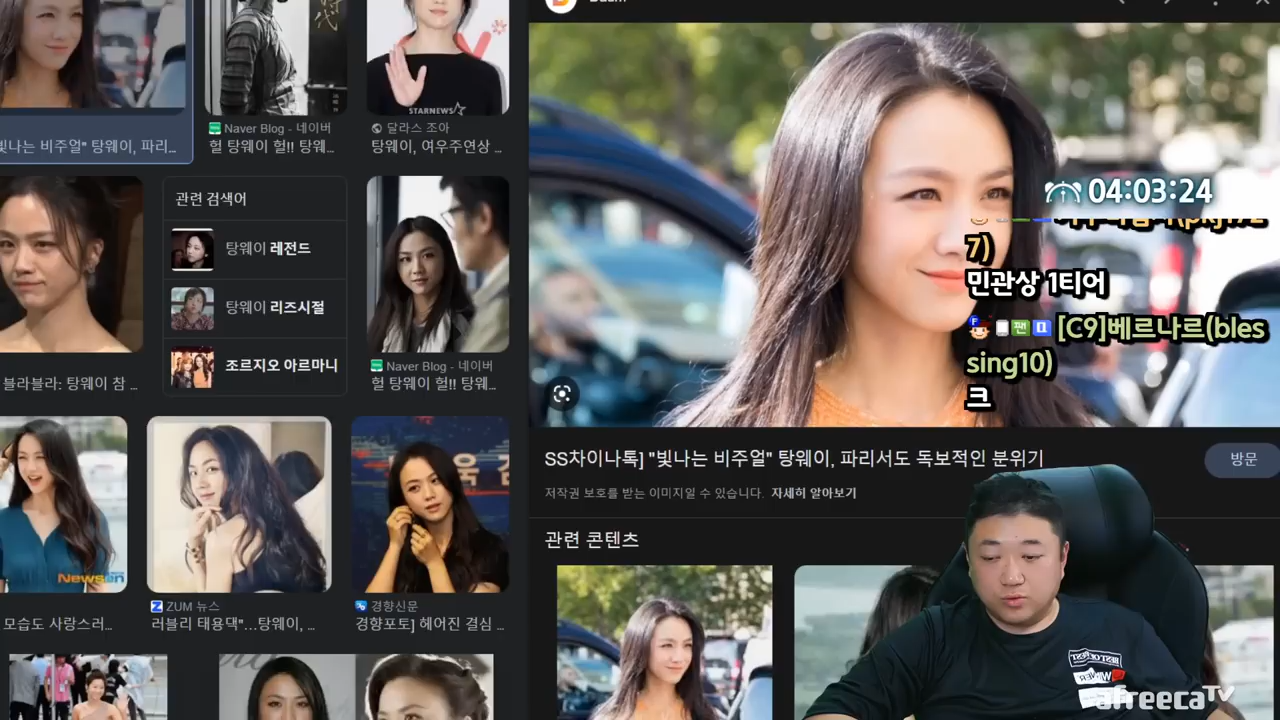 時代
STARNEWS
Naver Blog - 네이버
달라스 조아
빛나는 비주얼" 탕웨이, 파리...
헐 탕웨이 헐!! 탕웨...
탕웨이, 여우주연상 ...
관련 검색어
탕웨이 레전드
탕웨이 리즈시절
조르지오 아르마니
Naver Blog - 네이버
블라블라: 탕웨이 참 ...
헐 탕웨이 헐!! 탕웨...
Newsen
ZUM 뉴스
경향신문
모습도 사랑스러...
러블리 태용댁"...탕웨이, ...
경향포토] 헤어진 결심 ...
04:03:24
7)
민관상 1티어
F 팬
[C9]베르나르(bles
sing10)
크
SS차이나톡] "빛나는 비주얼" 탕웨이, 파리서도 독보적인 분위기
방문
저작권 보호를 받는 이미지일 수 있습니다. 자세히 알아보기
관련 콘텐츠
afreecaTV